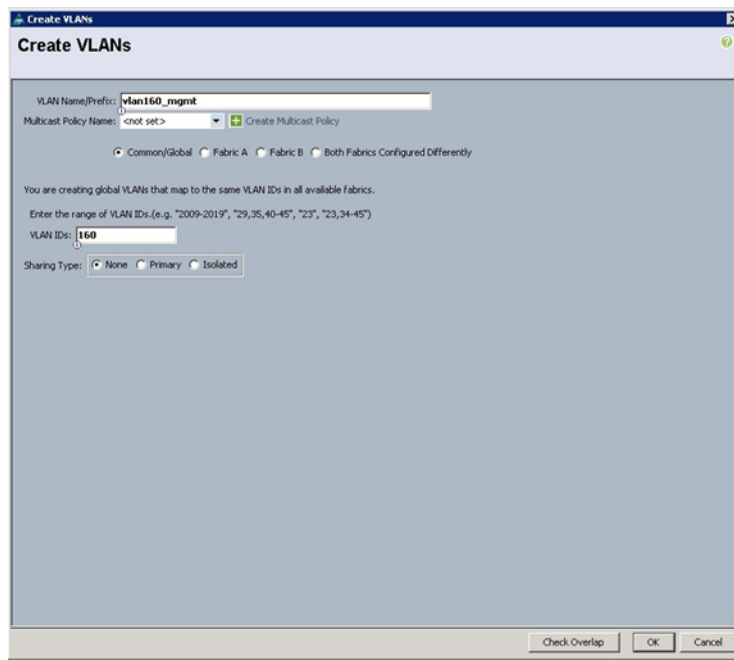 Create VLANs
Create VLANs
VLAN Name/Prefix: vlan160_mgmt
Multicast Policy Name: <not set> Create Multicast Policy
Common/Global Fabric A Fabric B Both Fabrics Configured Differently
You are creating global VLANs that map to the same VLAN IDs in all available fabrics.
Enter the range of VLAN IDs.(e.g. "2009-2019", "29,35,40-45", "23", "23,34-45")
VLAN IDs: 160
Sharing Type: None Primary Isolated
Check Overlap OK Cancel